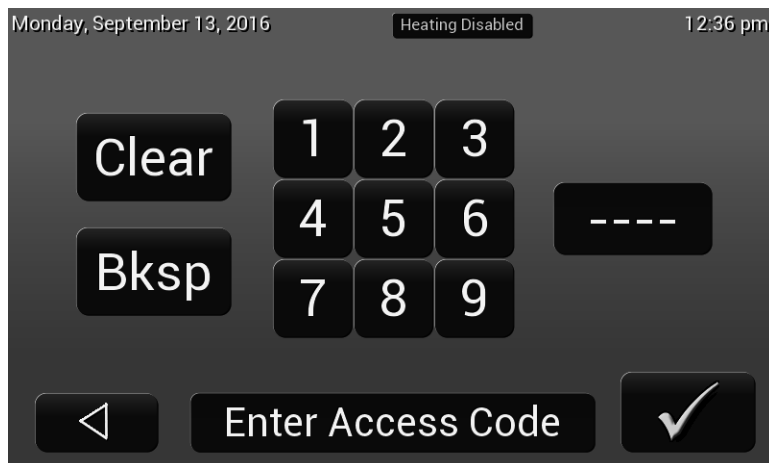 Monday, September 13, 2016 Heating Disabled 12:36 pm
Clear
Bksp
1 2 3
4 5 6
7 8 9
----
Enter Access Code